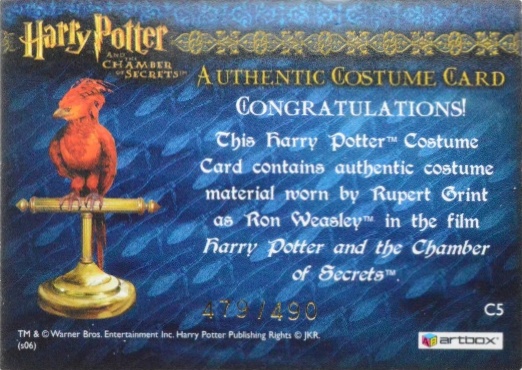 Harry Potter
AND THE
CHAMBER
OF SECRETS™
AUTHENTIC COSTUME CARD
CONGRATULATIONS!
This Harry Potter™ Costume
Card contains authentic costume
material worn by Rupert Grint
as Ron Weasley™ in the film
Harry Potter and the Chamber
of Secrets™.
479/490
C5
TM & © Warner Bros. Entertainment Inc. Harry Potter Publishing Rights © JKR.
(s06)
artbox